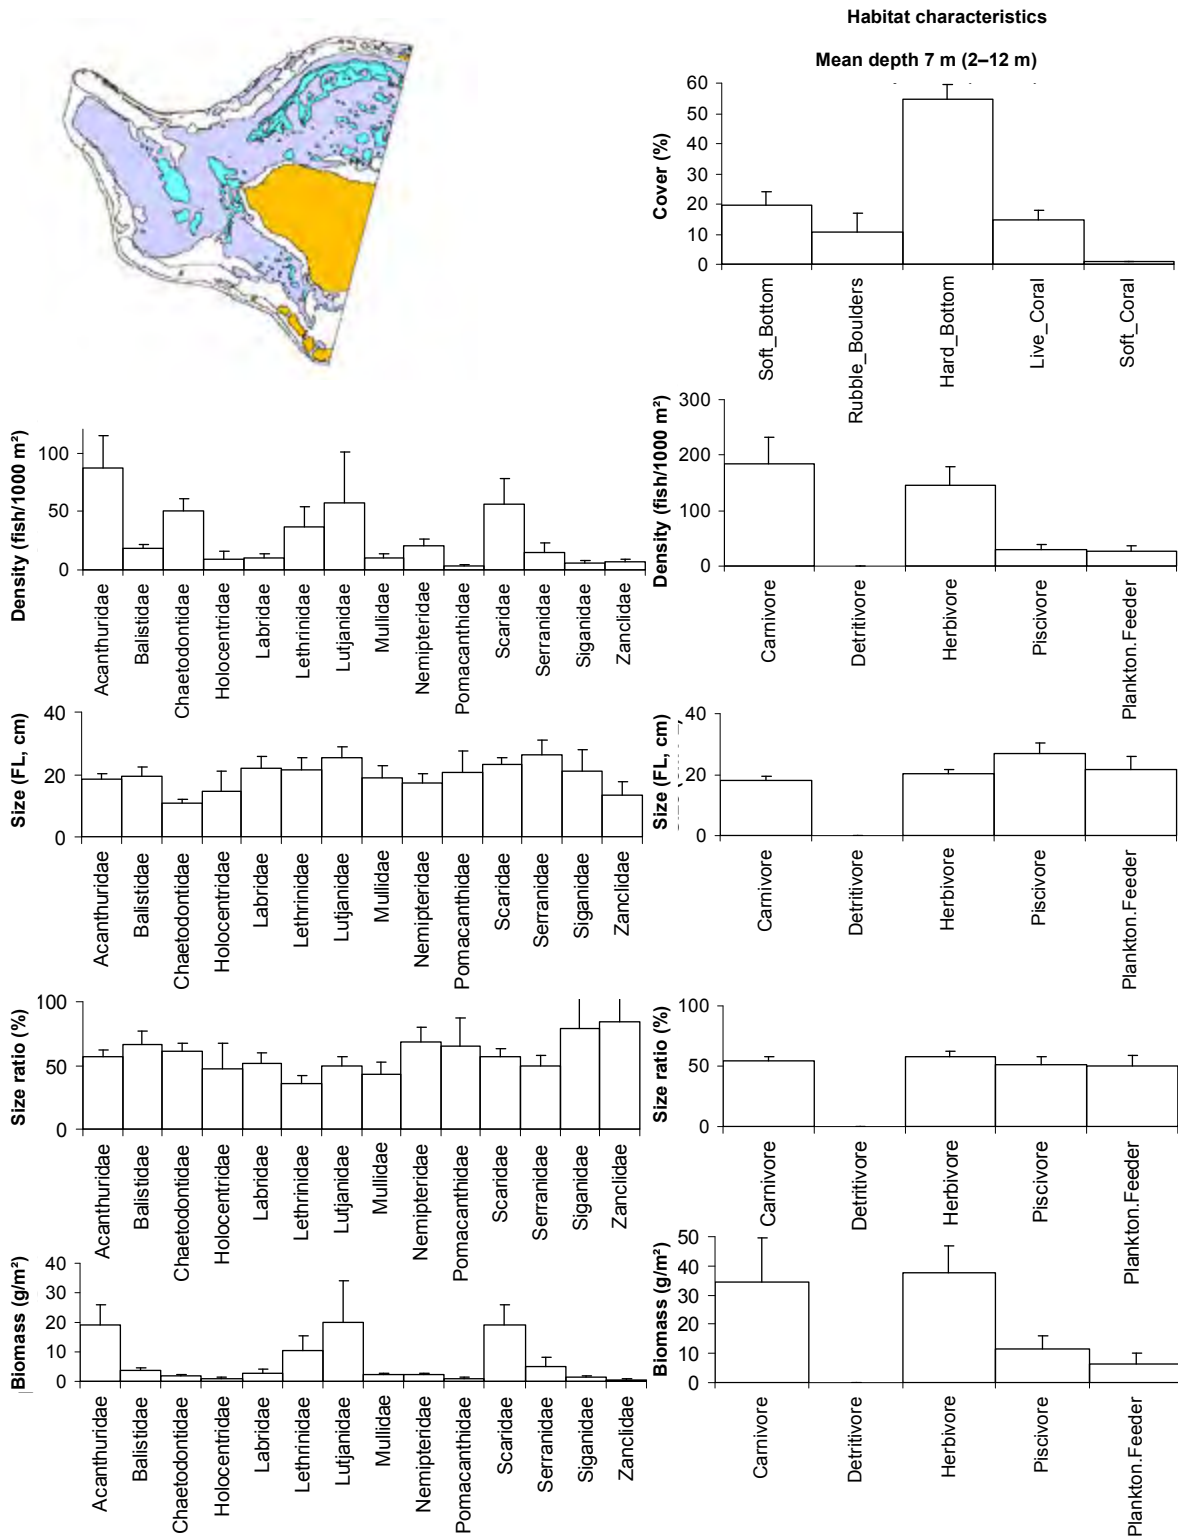 Habitat characteristics
Mean depth 7 m (2–12 m)
Cover (%)
60
50
40
30
20
10
0
Soft_Bottom
Rubble_Boulders
Hard_Bottom
Live_Coral
Soft_Coral
Density (fish/1000 m²)
100
50
0
Acanthuridae
Balistidae
Chaetodontidae
Holocentridae
Labridae
Lethrinidae
Lutjanidae
Mullidae
Nemipteridae
Pomacanthidae
Scaridae
Serranidae
Siganidae
Zanclidae
Density (fish/1000 m²)
300
200
100
0
Carnivore
Detritivore
Herbivore
Piscivore
Plankton.Feeder
Size (FL, cm)
40
20
0
Acanthuridae
Balistidae
Chaetodontidae
Holocentridae
Labridae
Lethrinidae
Lutjanidae
Mullidae
Nemipteridae
Pomacanthidae
Scaridae
Serranidae
Siganidae
Zanclidae
Size (FL, cm)
40
20
0
Carnivore
Detritivore
Herbivore
Piscivore
Plankton.Feeder
Size ratio (%)
100
50
0
Acanthuridae
Balistidae
Chaetodontidae
Holocentridae
Labridae
Lethrinidae
Lutjanidae
Mullidae
Nemipteridae
Pomacanthidae
Scaridae
Serranidae
Siganidae
Zanclidae
Size ratio (%)
100
50
0
Carnivore
Detritivore
Herbivore
Piscivore
Plankton.Feeder
Biomass (g/m²)
40
30
20
10
0
Acanthuridae
Balistidae
Chaetodontidae
Holocentridae
Labridae
Lethrinidae
Lutjanidae
Mullidae
Nemipteridae
Pomacanthidae
Scaridae
Serranidae
Siganidae
Zanclidae
Biomass (g/m²)
50
40
30
20
10
0
Carnivore
Detritivore
Herbivore
Piscivore
Plankton.Feeder